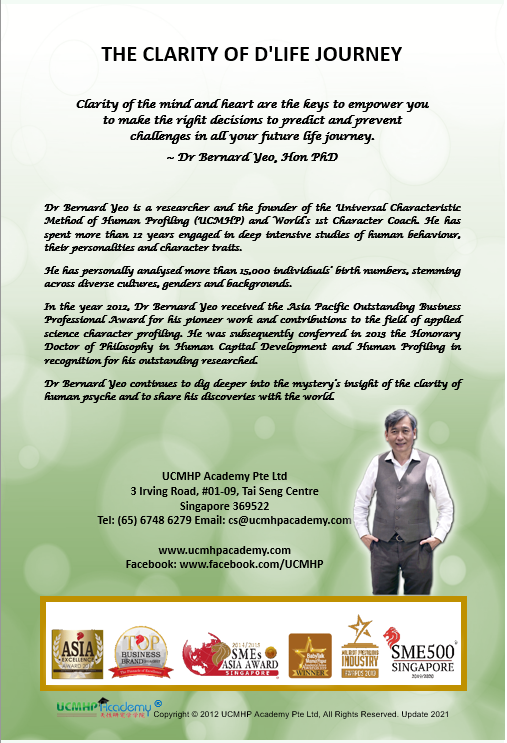 THE CLARITY OF D'LIFE JOURNEY
Clarity of the mind and heart are the keys to empower you
to make the right decisions to predict and prevent
challenges in all your future life journey.
~ Dr Bernard Yeo, Hon PhD
Dr Bernard Yeo is a researcher and the founder of the Universal Characteristic
Method of Human Profiling (UCMHP) and World's 1st Character Coach. He has
spent more than 12 years engaged in deep intensive studies of human behaviour,
their personalities and character traits.
He has personally analysed more than 15,000 individuals' birth numbers, stemming
across diverse cultures, genders and backgrounds.
In the year 2012, Dr Bernard Yeo received the Asia Pacific Outstanding Business
Professional Award for his pioneer work and contributions to the field of applied
science character profiling. He was subsequently conferred in 2013 the Honorary
Doctor of Philosophy in Human Capital Development and Human Profiling in
recognition for his outstanding researched.
Dr Bernard Yeo continues to dig deeper into the mystery's insight of the clarity of
human psyche and to share his discoveries with the world.
UCMHP Academy Pte Ltd
3 Irving Road, #01-09, Tai Seng Centre
Singapore 369522
Tel: (65) 6748 6279 Email: cs@ucmhpacademy.com
www.ucmhpacademy.com
Facebook: www.facebook.com/UCMHP
ASIA
EXCELLENCE
AWARD
TOP
BUSINESS
BRAND
SMEs
ASIA AWARD
SINGAPORE
WINNER
INDUSTRY
SME500
SINGAPORE
UCMHP Academy ®
Copyright © 2012 UCMHP Academy Pte Ltd, All Rights Reserved. Update 2021